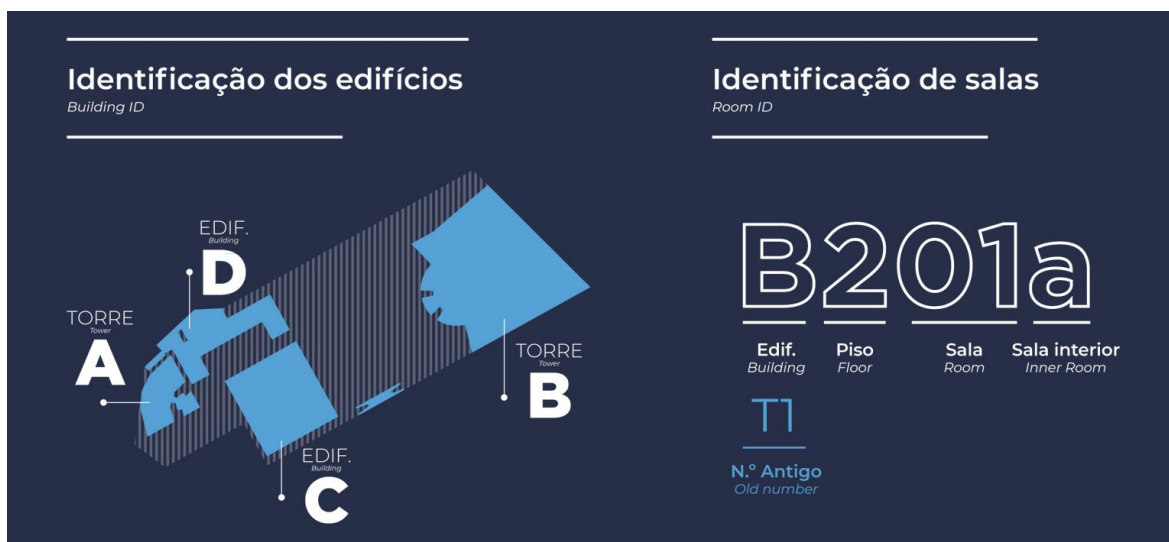 Identificação dos edifícios
Building ID
EDIF.
Building
D
TORRE
Tower
A
TORRE
Tower
B
EDIF.
Building
C
Identificação de salas
Room ID
B201a
Edif. Piso Sala Sala interior
Building Floor Room Inner Room
T1
N.º Antigo
Old number